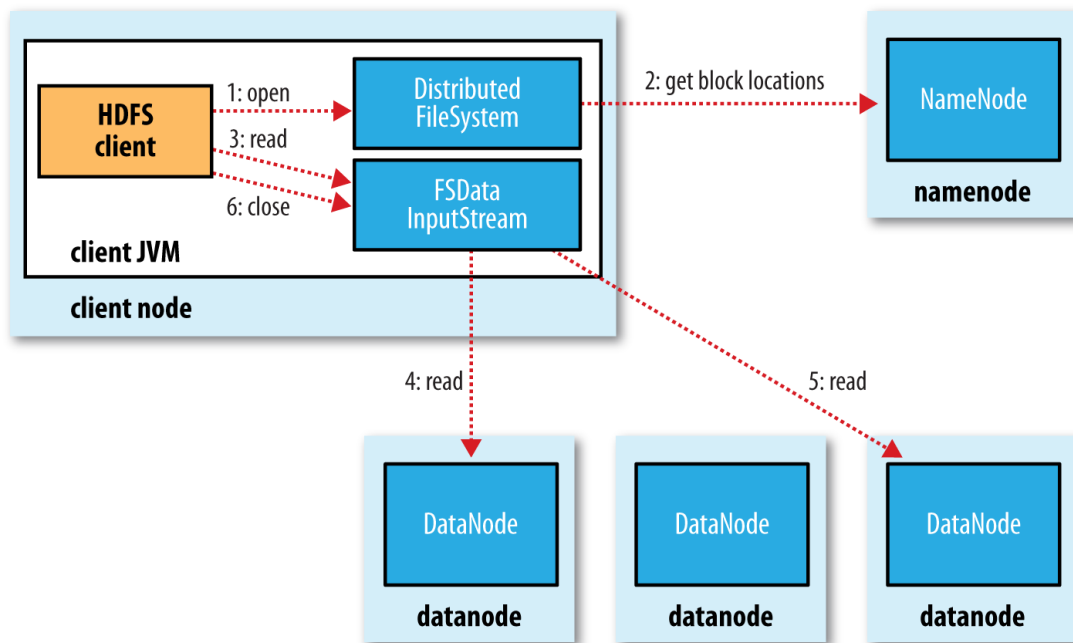 HDFS
client
1: open
3: read
6: close
Distributed
FileSystem
FSData
InputStream
client JVM
client node
2: get block locations
NameNode
namenode
4: read
5: read
DataNode
datanode
DataNode
datanode
DataNode
datanode